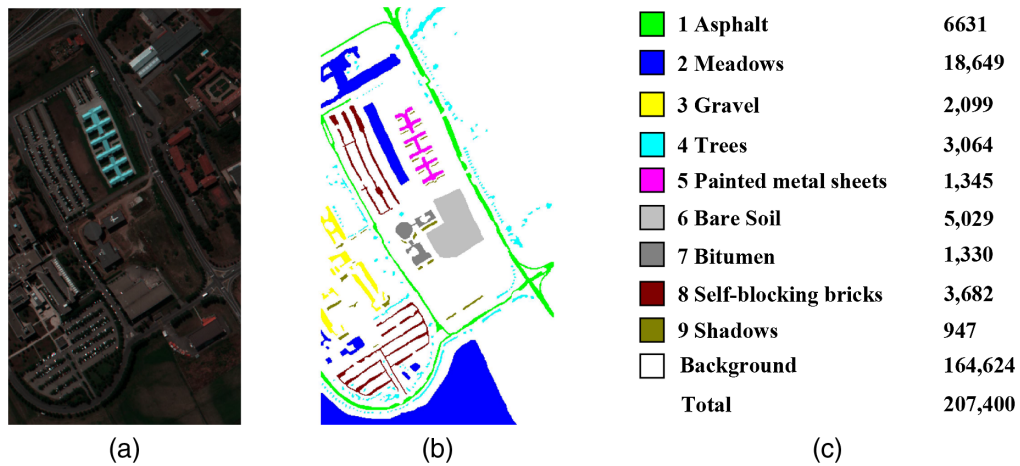 1 Asphalt 6631
2 Meadows 18,649
3 Gravel 2,099
4 Trees 3,064
5 Painted metal sheets 1,345
6 Bare Soil 5,029
7 Bitumen 1,330
8 Self-blocking bricks 3,682
9 Shadows 947
Background 164,624
Total 207,400
(a) (b) (c)